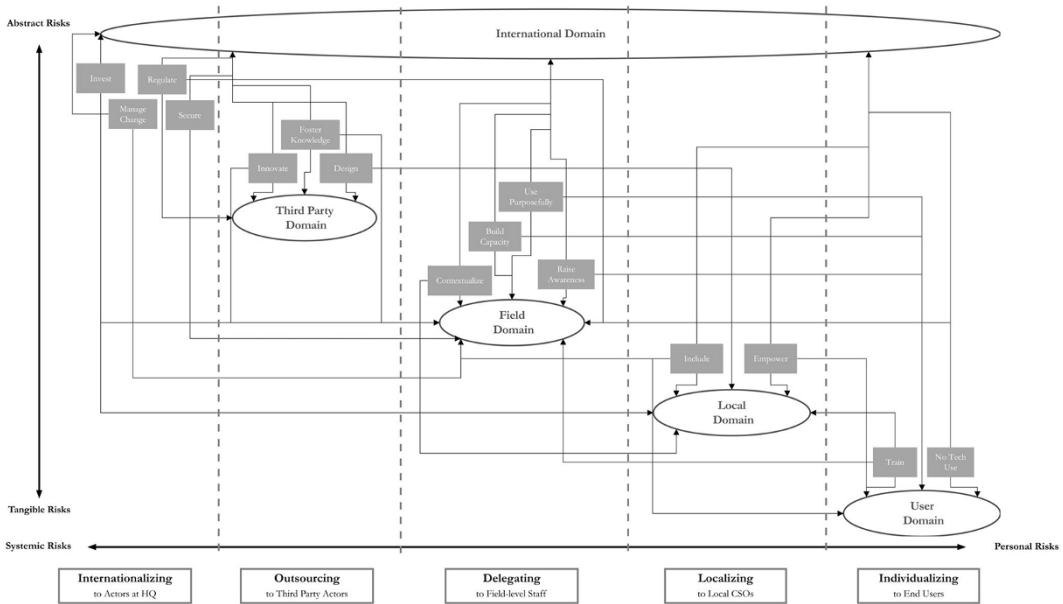 Abstract Risks
International Domain
Invest
Regulate
Manage
Change
Secure
Foster
Knowledge
Innovate
Design
Third Party
Domain
Use
Purposefully
Build
Capacity
Contextualize
Raise
Awareness
Field
Domain
Include
Empower
Local
Domain
Train
No Tech
Use
User
Domain
Tangible Risks
Systemic Risks
Personal Risks
Internationalizing
to Actors at HQ
Outsourcing
to Third Party Actors
Delegating
to Field-level Staff
Localizing
to Local CSOs
Individualizing
to End Users